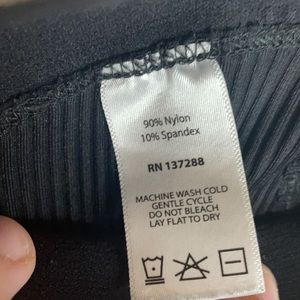 90% Nylon
10% Spandex
RN 137288
MACHINE WASH COLD
GENTLE CYCLE
DO NOT BLEACH
LAY FLAT TO DRY